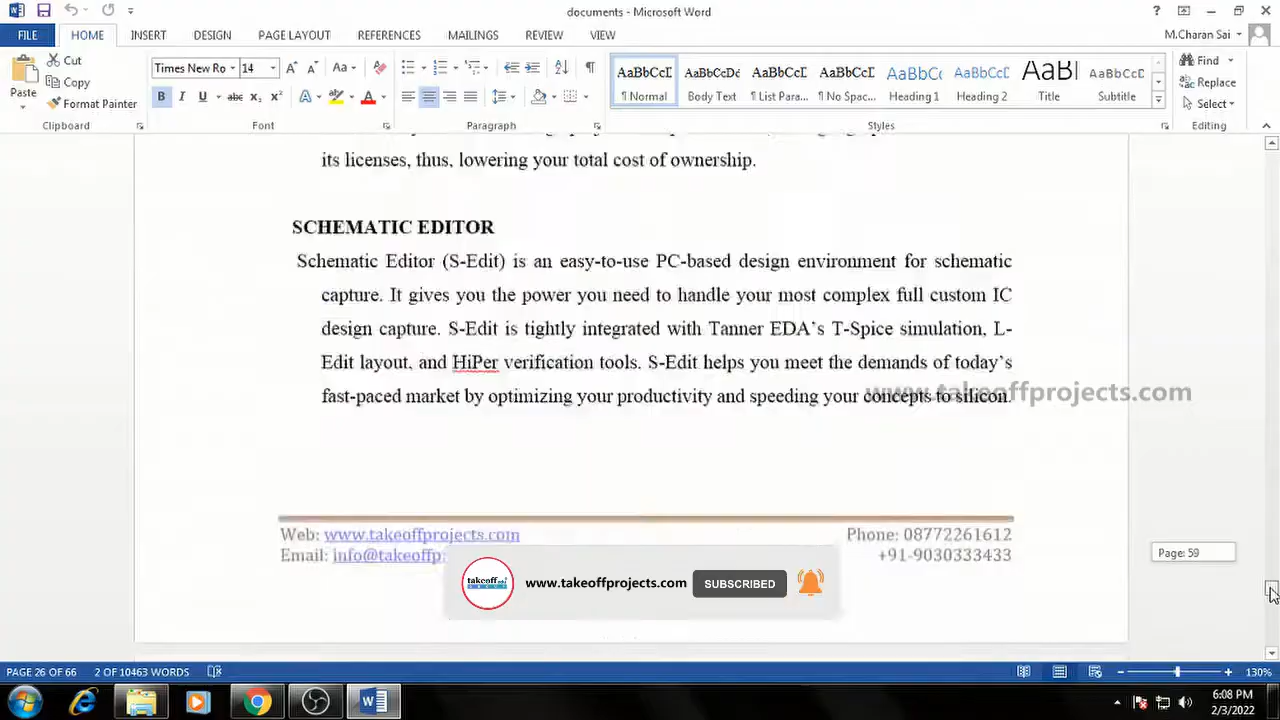 documents - Microsoft Word
?
FILE HOME INSERT DESIGN PAGE LAYOUT REFERENCES MAILINGS REVIEW VIEW M.Charan Sai
Paste
Cut
Copy
Format Painter
Clipboard
Times New Ro 14
Font
Paragraph
AaBbCcI AaBbCcDc AaBbCcI AaBbCcI AaBbCc AaBbCcI AaBl AaBbCcD
¶ Normal Body Text ¶ List Para... ¶ No Spac... Heading 1 Heading 2 Title Subtitle
Styles
Find
Replace
Select
Editing
its licenses, thus, lowering your total cost of ownership.
SCHEMATIC EDITOR
Schematic Editor (S-Edit) is an easy-to-use PC-based design environment for schematic
capture. It gives you the power you need to handle your most complex full custom IC
design capture. S-Edit is tightly integrated with Tanner EDA's T-Spice simulation, L-
Edit layout, and HiPer verification tools. S-Edit helps you meet the demands of today's
fast-paced market by optimizing your productivity and speeding your concepts to silicon.
www.takeoffprojects.com
Web: www.takeoffprojects.com Phone: 08772261612
Email: info@takeoffp +91-9030333433
takeoff
www.takeoffprojects.com SUBSCRIBED
Page: 59
PAGE 26 OF 66 2 OF 10463 WORDS 130%
6:08 PM
2/3/2022